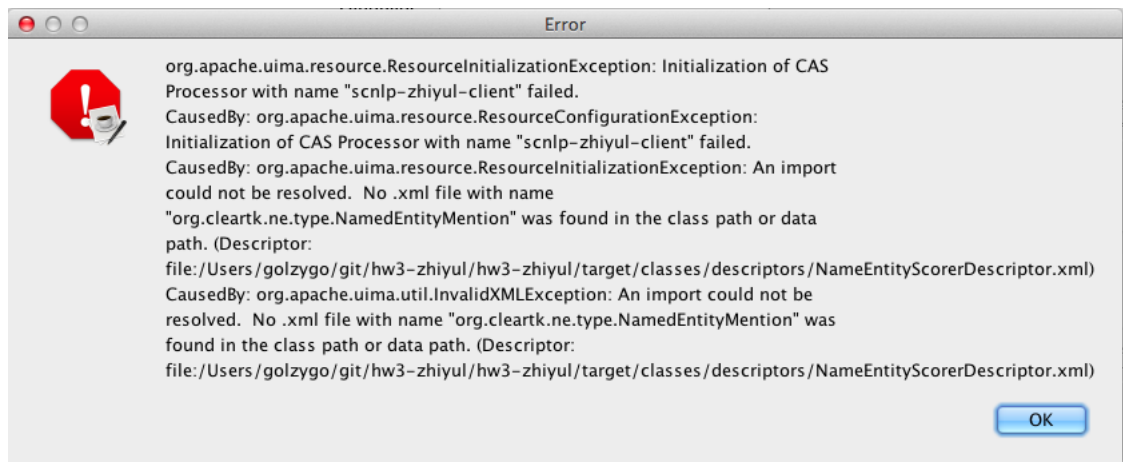 Error
org.apache.uima.resource.ResourceInitializationException: Initialization of CAS
Processor with name "scnlp-zhiyul-client" failed.
CausedBy: org.apache.uima.resource.ResourceConfigurationException:
Initialization of CAS Processor with name "scnlp-zhiyul-client" failed.
CausedBy: org.apache.uima.resource.ResourceInitializationException: An import
could not be resolved.  No .xml file with name
"org.cleartk.ne.type.NamedEntityMention" was found in the class path or data
path. (Descriptor:
file:/Users/golzygo/git/hw3-zhiyul/hw3-zhiyul/target/classes/descriptors/NameEntityScorerDescriptor.xml)
CausedBy: org.apache.uima.util.InvalidXMLException: An import could not be
resolved.  No .xml file with name "org.cleartk.ne.type.NamedEntityMention" was
found in the class path or data path. (Descriptor:
file:/Users/golzygo/git/hw3-zhiyul/hw3-zhiyul/target/classes/descriptors/NameEntityScorerDescriptor.xml)
OK